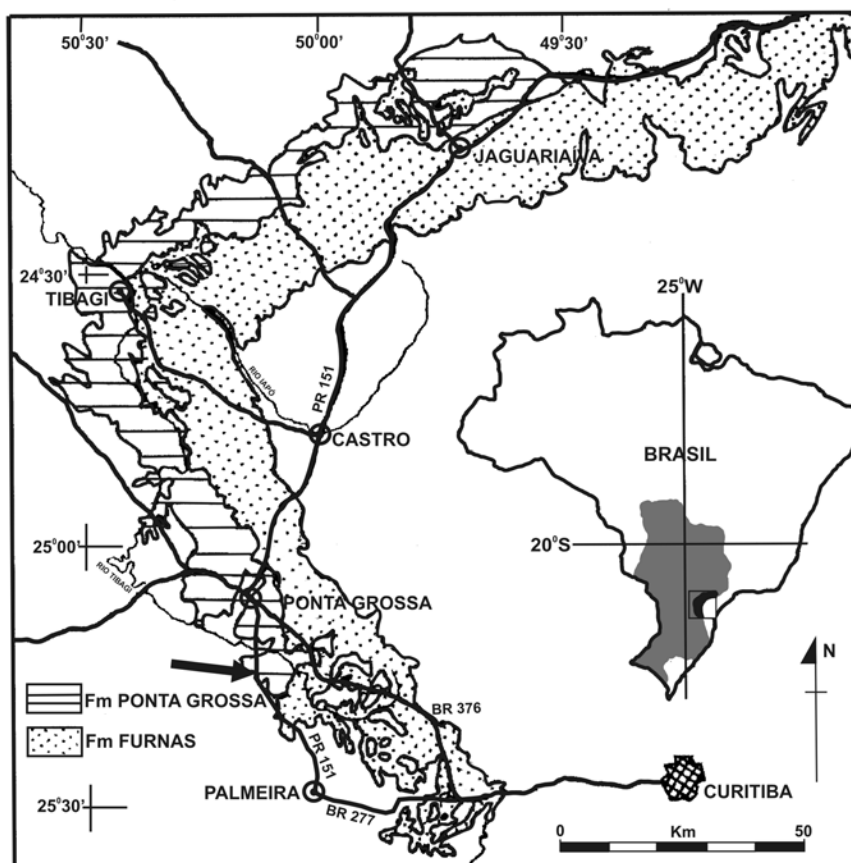 50°30'
50°00'
49°30'
JAGUARIAÍVA
24°30'
TIBAGI
25°W
RIO IAPÓ
PR 151
CASTRO
BRASIL
20°S
25°00'
RIO TIBAGI
PONTA GROSSA
N
Fm PONTA GROSSA
BR 376
Fm FURNAS
PR 151
PALMEIRA
CURITIBA
25°30'
BR 277
0 Km 50